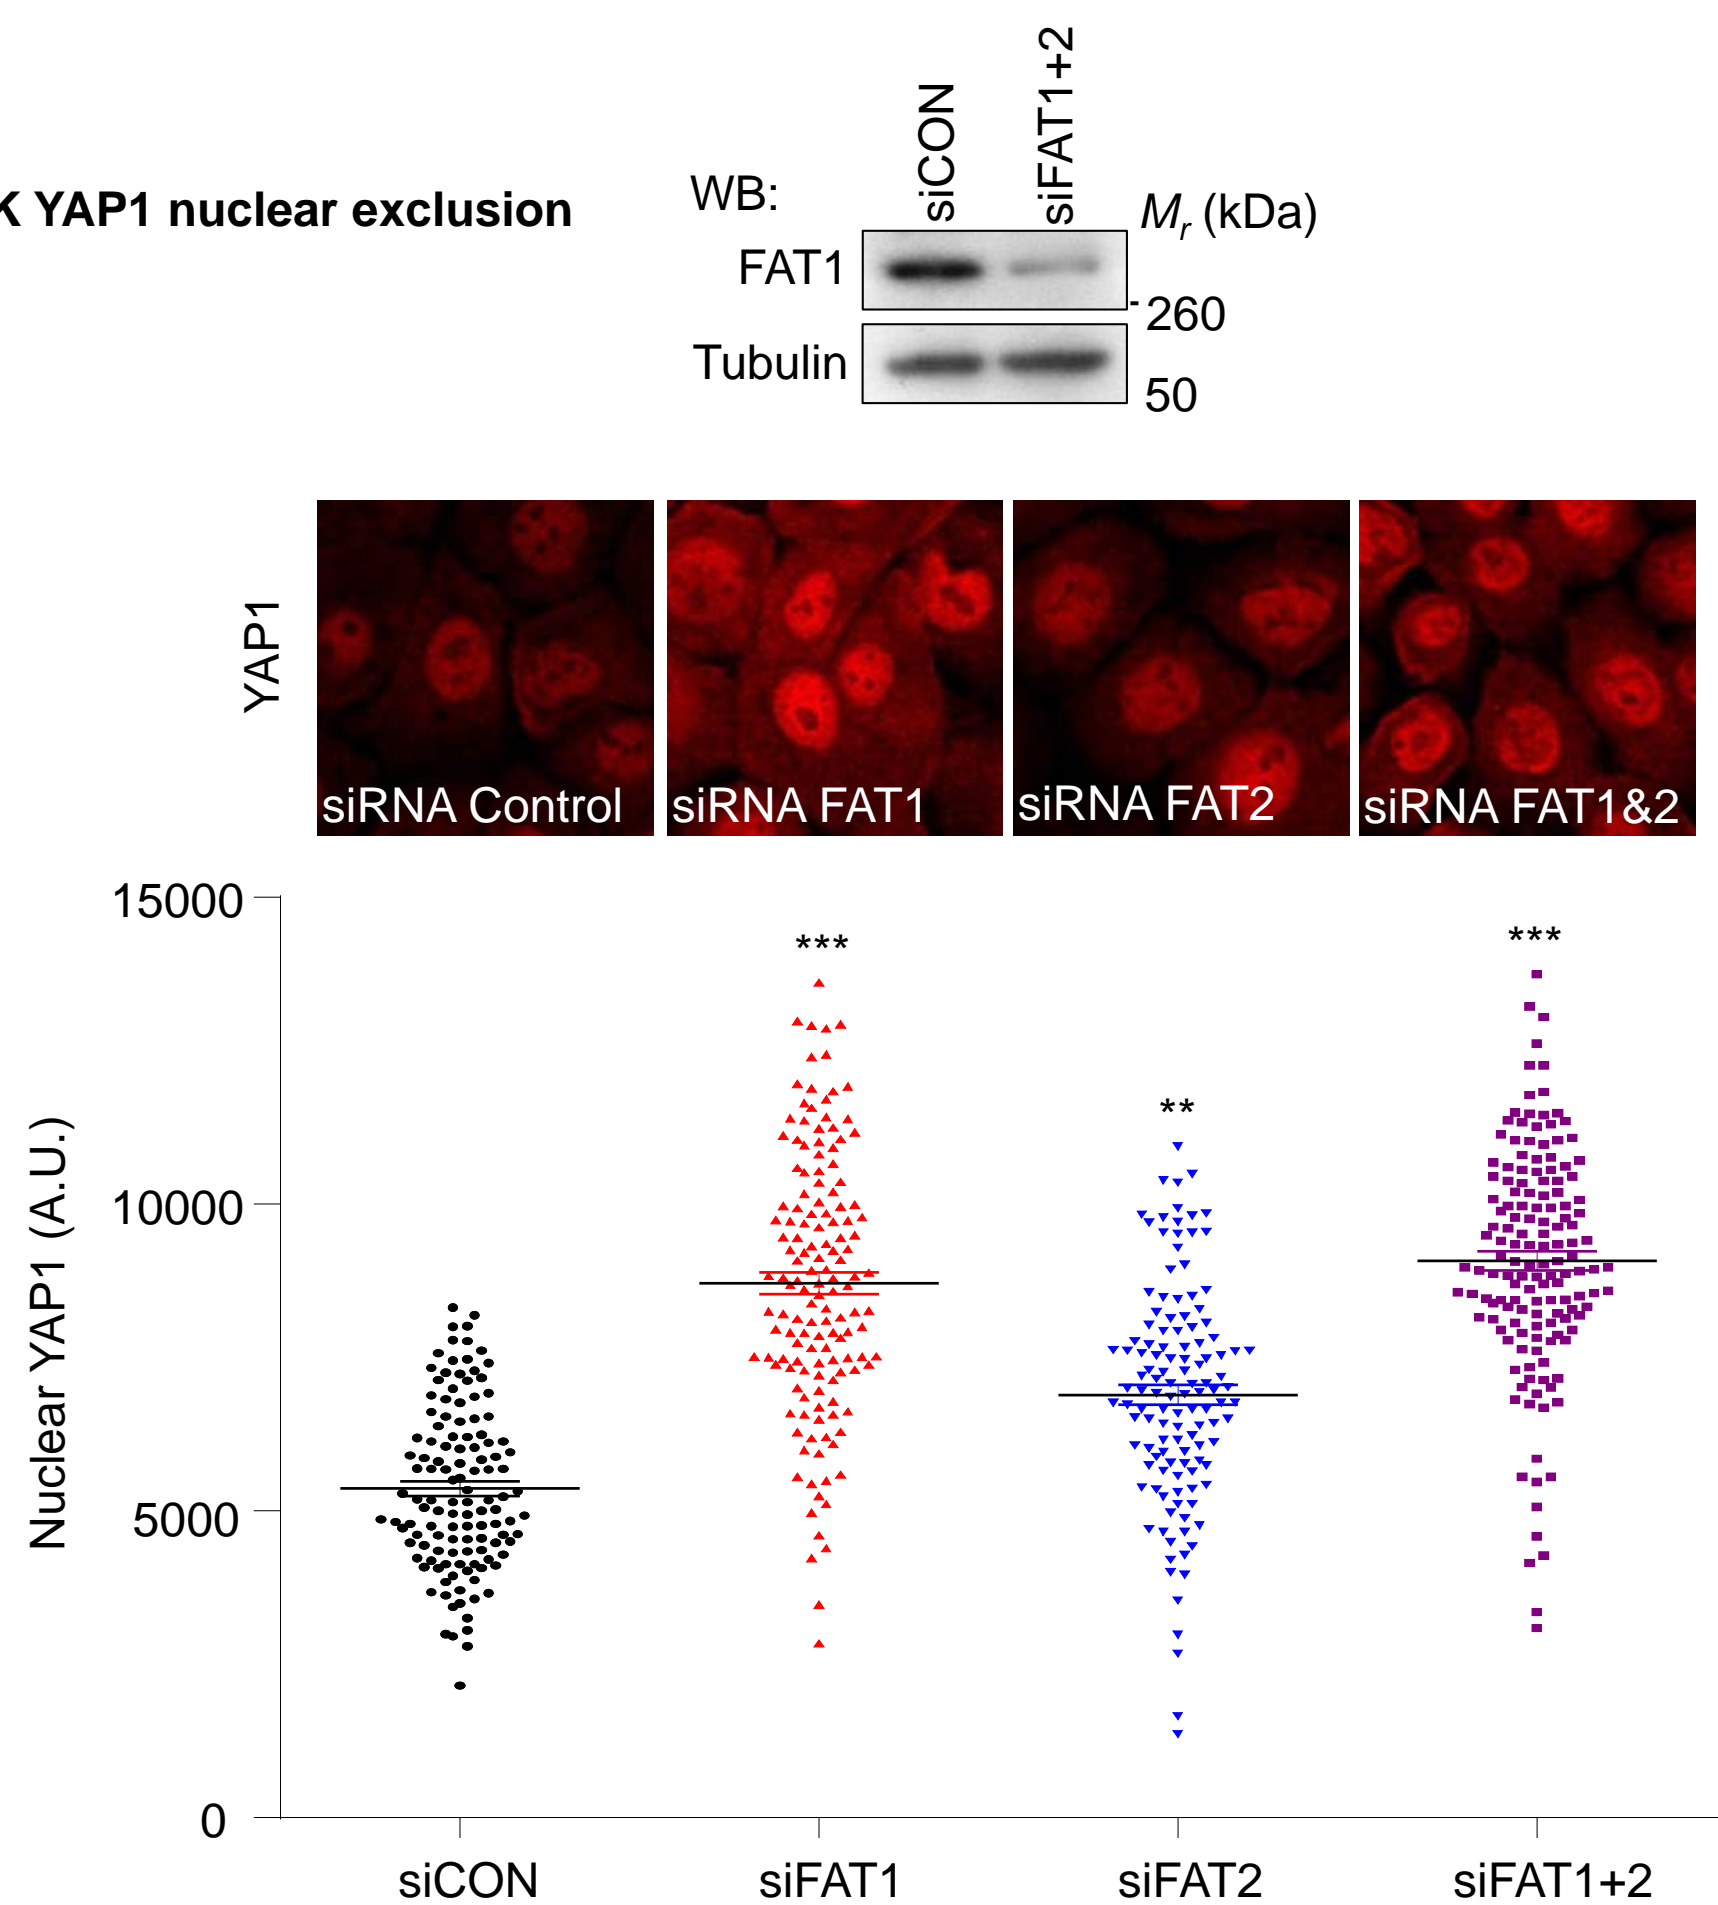 siCON
siFAT1+2
WB:
K YAP1 nuclear exclusion
Mr (kDa)
FAT1
260
Tubulin
50
YAP1
siRNA Control
siRNA FAT1
siRNA FAT2
siRNA FAT1&2
15000
***
***
**
10000
Nuclear YAP1 (A.U.)
5000
0
siCON
siFAT1
siFAT2
siFAT1+2